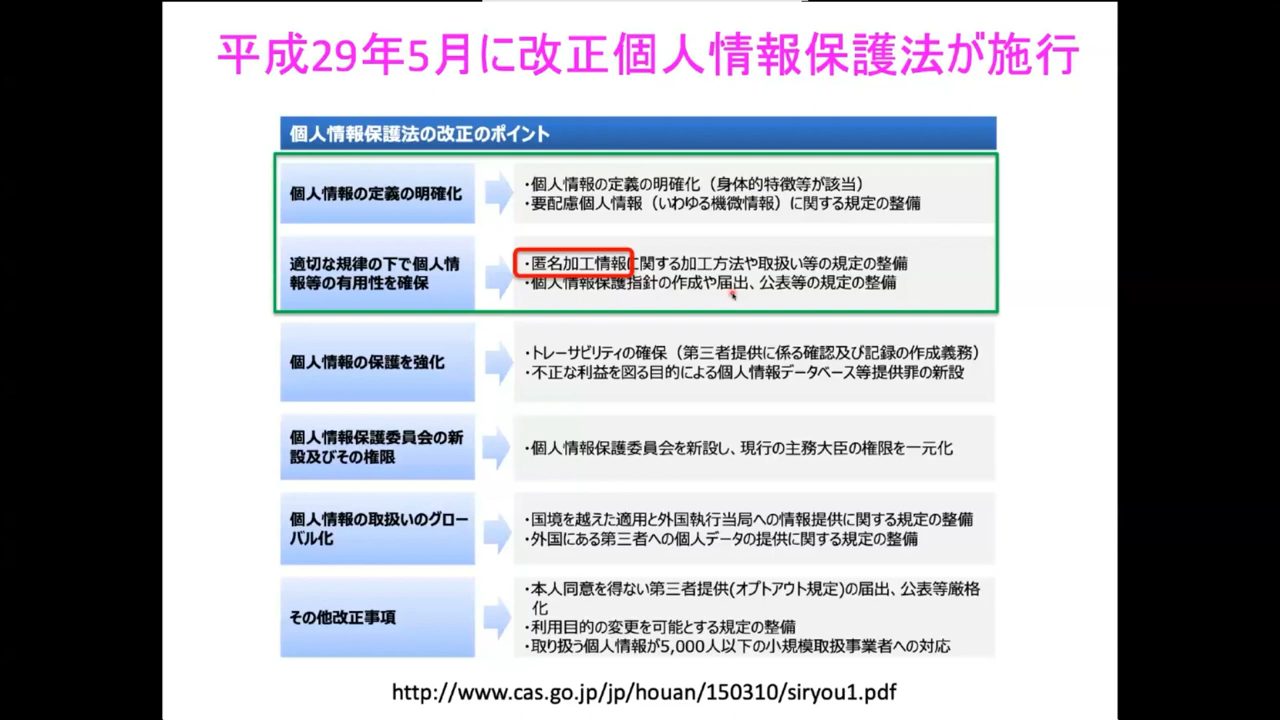 平成29年5月に改正個人情報保護法が施行
個人情報保護法の改正のポイント
個人情報の定義の明確化
・個人情報の定義の明確化（身体的特徴等が該当）
・要配慮個人情報（いわゆる機微情報）に関する規定の整備
適切な規律の下で個人情
報等の有用性を確保
・匿名加工情報に関する加工方法や取扱い等の規定の整備
・個人情報保護指針の作成や届出、公表等の規定の整備
個人情報の保護を強化
・トレーサビリティの確保（第三者提供に係る確認及び記録の作成義務）
・不正な利益を図る目的による個人情報データベース等提供罪の新設
個人情報保護委員会の新
設及びその権限
・個人情報保護委員会を新設し、現行の主務大臣の権限を一元化
個人情報の取扱いのグロー
バル化
・国境を越えた適用と外国執行当局への情報提供に関する規定の整備
・外国にある第三者への個人データの提供に関する規定の整備
その他改正事項
・本人同意を得ない第三者提供(オプトアウト規定)の届出、公表等厳格
化
・利用目的の変更を可能とする規定の整備
・取り扱う個人情報が5,000人以下の小規模取扱事業者への対応
http://www.cas.go.jp/jp/houan/150310/siryou1.pdf